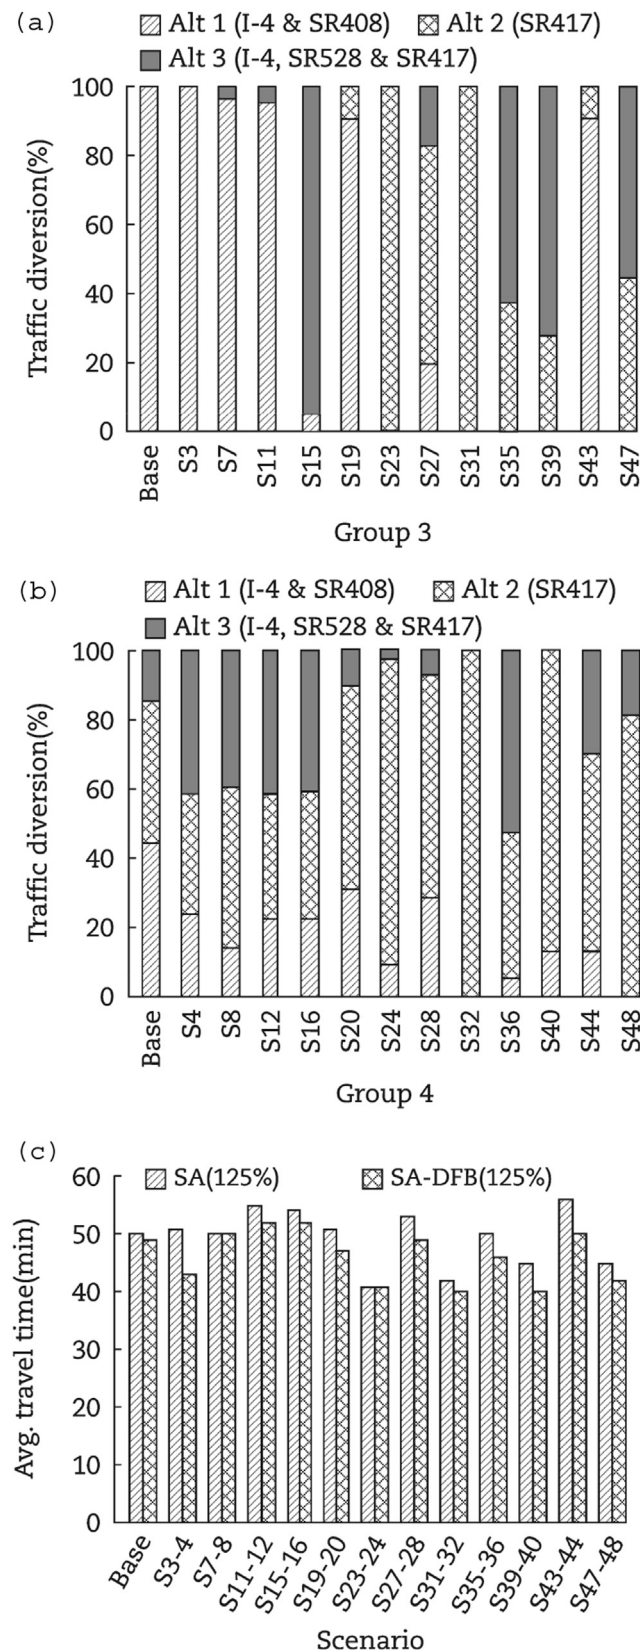 (a)
Alt 1 (I-4 & SR408) Alt 2 (SR417)
Alt 3 (I-4, SR528 & SR417)
Traffic diversion(%)
100
80
60
40
20
0
Base S3 S7 S11 S15 S19 S23 S27 S31 S35 S39 S43 S47
Group 3
(b)
Alt 1 (I-4 & SR408) Alt 2 (SR417)
Alt 3 (I-4, SR528 & SR417)
Traffic diversion(%)
100
80
60
40
20
0
Base S4 S8 S12 S16 S20 S24 S28 S32 S36 S40 S44 S48
Group 4
(c)
SA(125%) SA-DFB(125%)
Avg. travel time(min)
60
50
40
30
20
10
0
Base S3-4 S7-8 S11-12 S15-16 S19-20 S23-24 S27-28 S31-32 S35-36 S39-40 S43-44 S47-48
Scenario